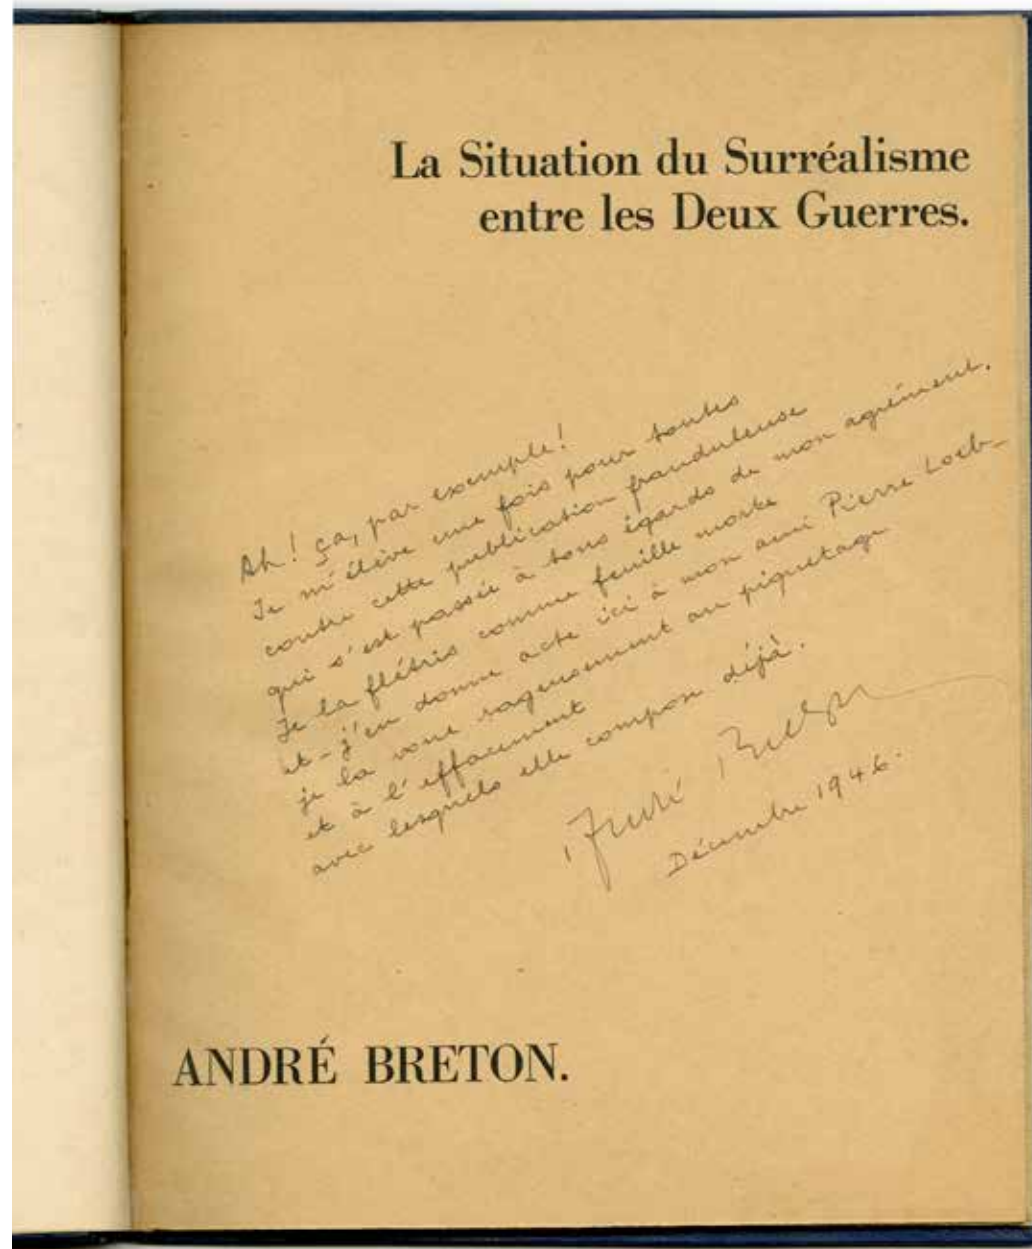 La Situation du Surréalisme
entre les Deux Guerres.
Ah! ça, par exemple!
Je m'élève une fois pour toutes
contre cette publication frauduleuse
qui s'est passée à tous égards de mon agrément.
Je la flétris comme feuille morte
et – j'en donne acte ici à mon ami Pierre Loeb –
je la voue rageusement au piquetage
et à l'effacement
avec lesquels elle compose déjà.
André Breton
Décembre 1946.
ANDRÉ BRETON.